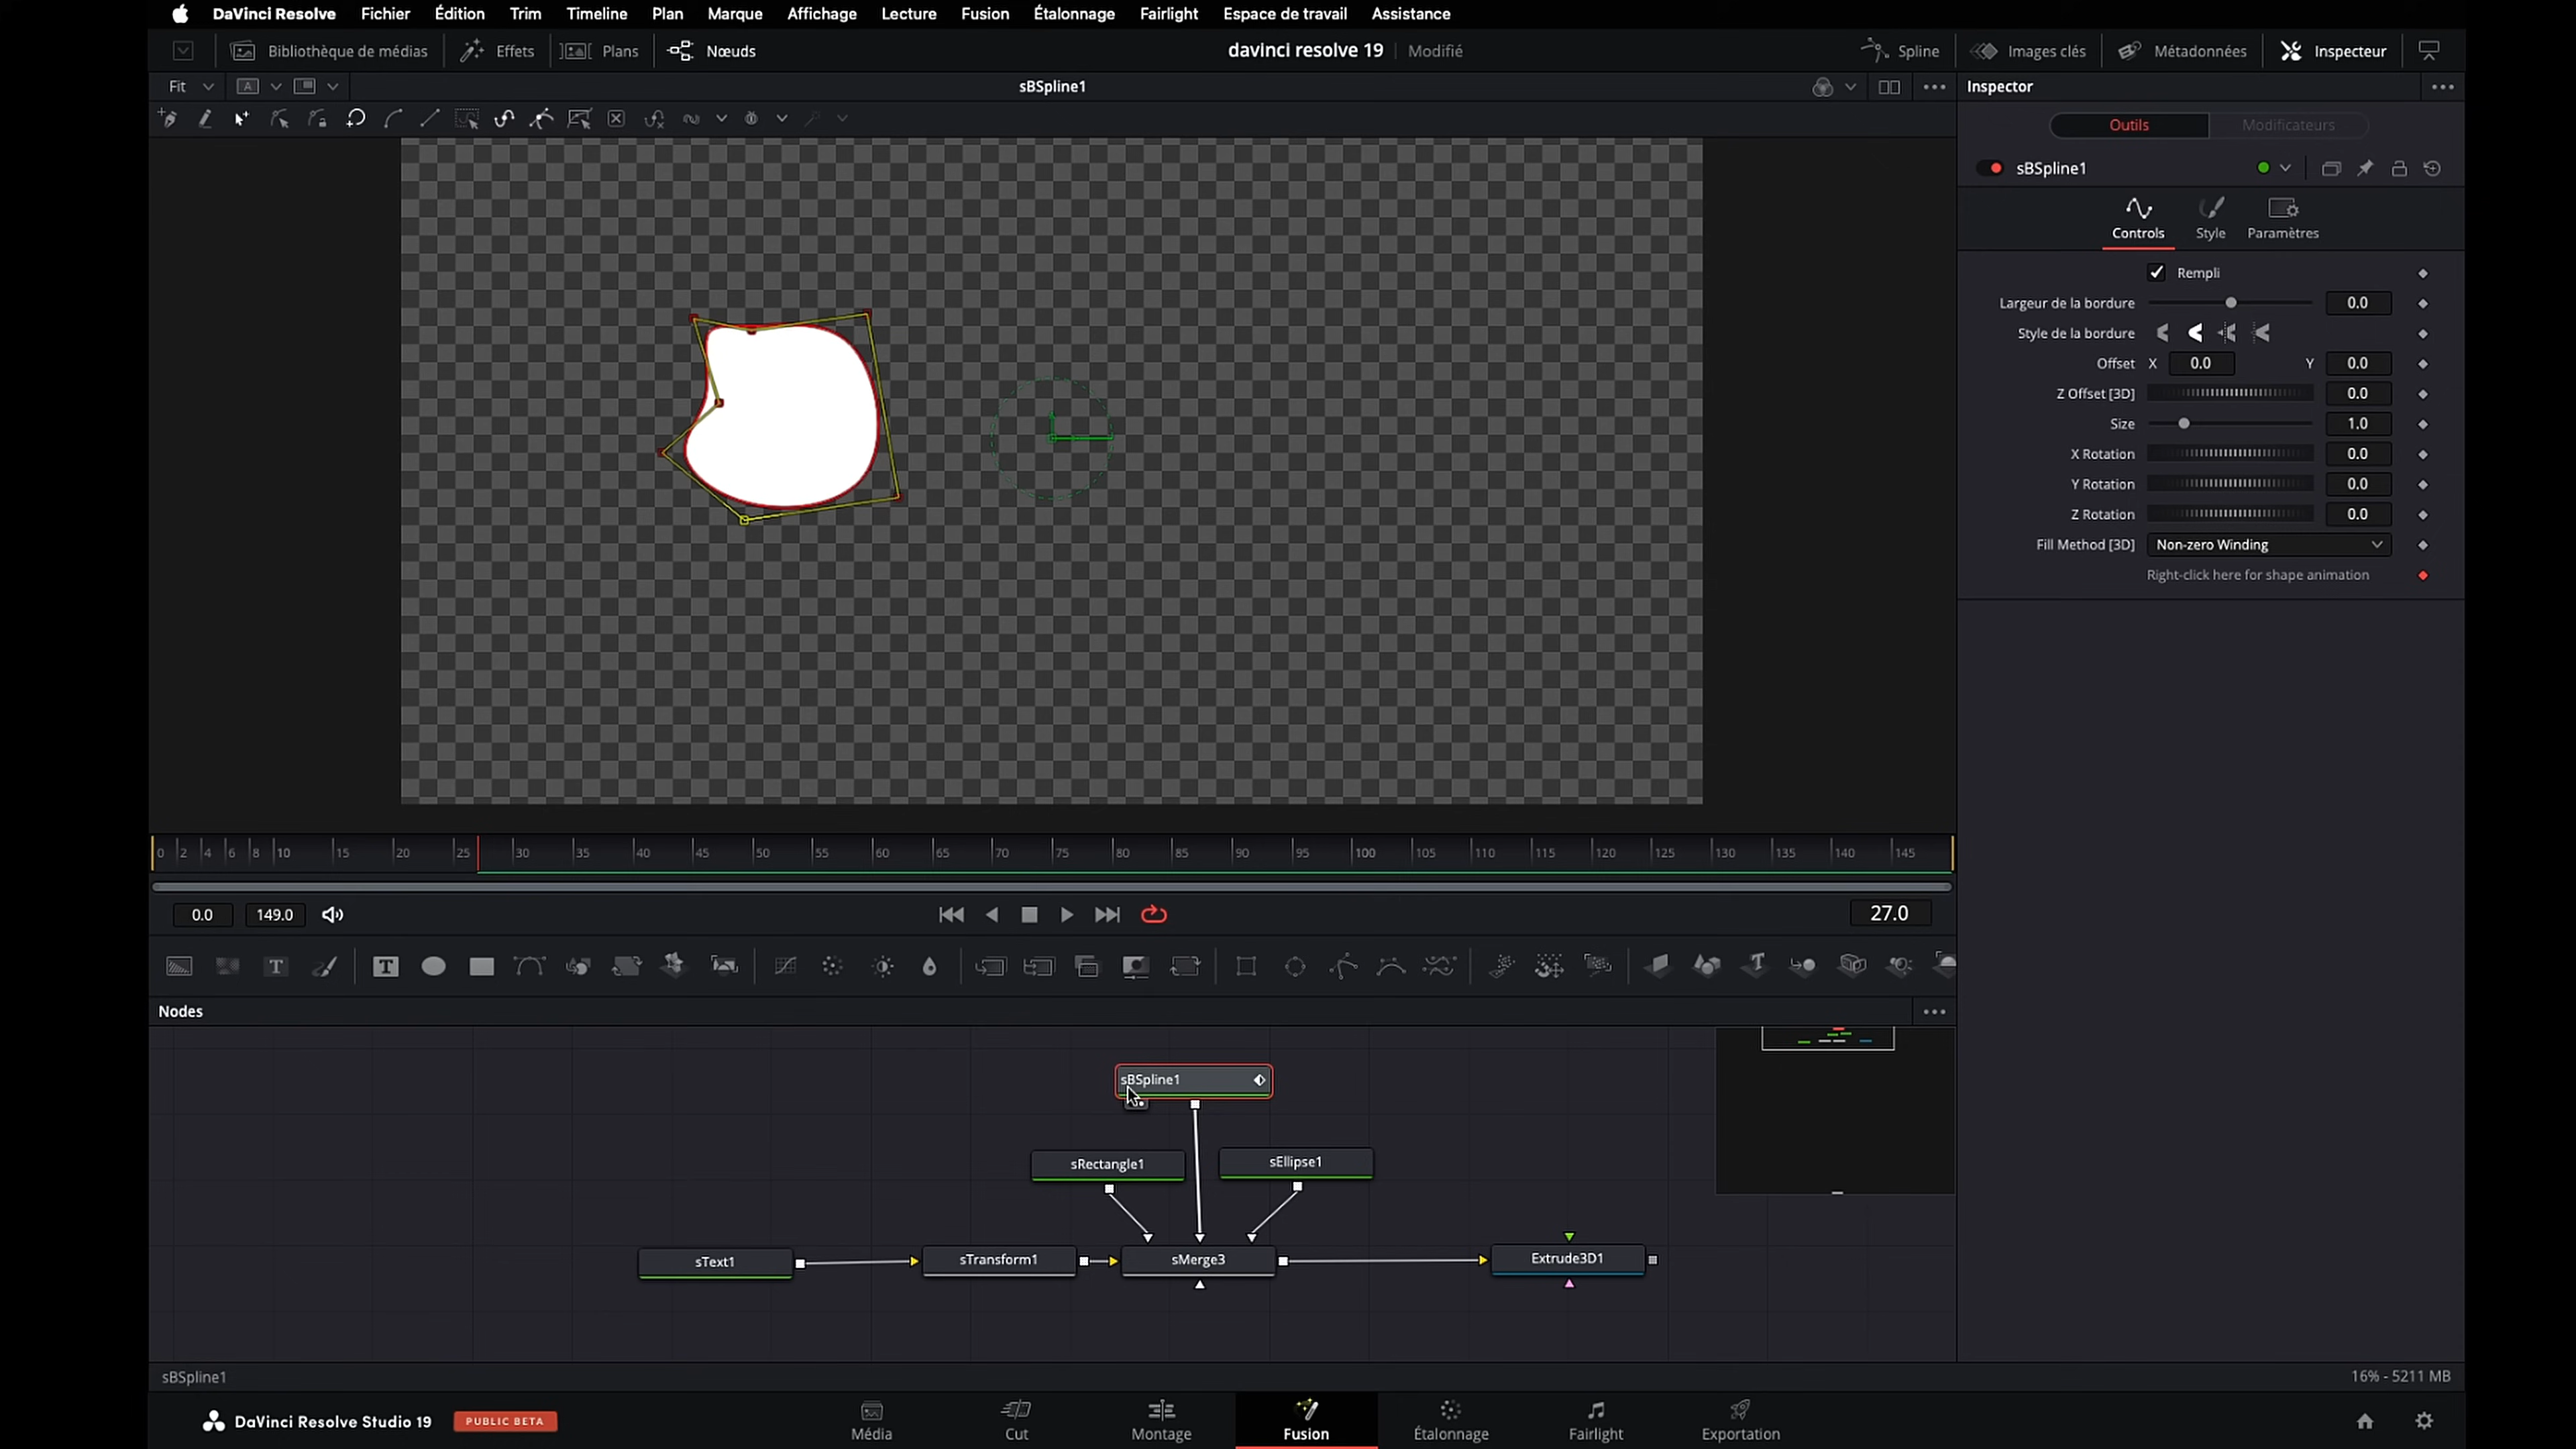 DaVinci Resolve Fichier Édition Trim Timeline Plan Marque Affichage Lecture Fusion Étalonnage Fairlight Espace de travail Assistance
Bibliothèque de médias Effets Plans Nœuds davinci resolve 19 Modifié Spline Images clés Métadonnées Inspecteur
Fit A sBSpline1 Inspector
Outils Modificateurs
sBSpline1
Controls Style Paramètres
Rempli
Largeur de la bordure 0.0
Style de la bordure
Offset X 0.0 Y 0.0
Z Offset [3D] 0.0
Size 1.0
X Rotation 0.0
Y Rotation 0.0
Z Rotation 0.0
Fill Method [3D] Non-zero Winding
Right-click here for shape animation
0 2 4 6 8 10 15 20 25 30 35 40 45 50 55 60 65 70 75 80 85 90 95 100 105 110 115 120 125 130 135 140 145
0.0 149.0 27.0
T T T
Nodes
sBSpline1
sRectangle1 sEllipse1
sText1 sTransform1 sMerge3 Extrude3D1
sBSpline1 16% - 5211 MB
DaVinci Resolve Studio 19 PUBLIC BETA Média Cut Montage Fusion Étalonnage Fairlight Exportation